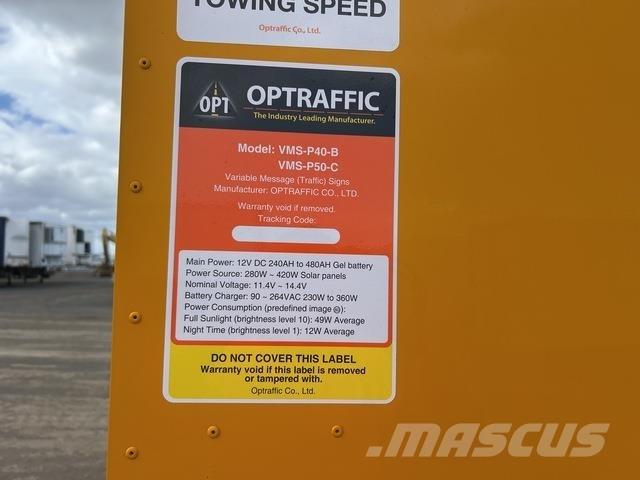 TOWING SPEED
Optraffic Co., Ltd.
OPT
OPTRAFFIC
The Industry Leading Manufacturer.
Model: VMS-P40-B
VMS-P50-C
Variable Message (Traffic) Signs
Manufacturer: OPTRAFFIC CO., LTD.
Warranty void if removed.
Tracking Code:
Main Power: 12V DC 240AH to 480AH Gel battery
Power Source: 280W ~ 420W Solar panels
Nominal Voltage: 11.4V ~ 14.4V
Battery Charger: 90 ~ 264VAC 230W to 360W
Power Consumption (predefined image ㉚):
Full Sunlight (brightness level 10): 49W Average
Night Time (brightness level 1): 12W Average
DO NOT COVER THIS LABEL
Warranty void if this label is removed
or tampered with.
Optraffic Co., Ltd.
.MASCUS